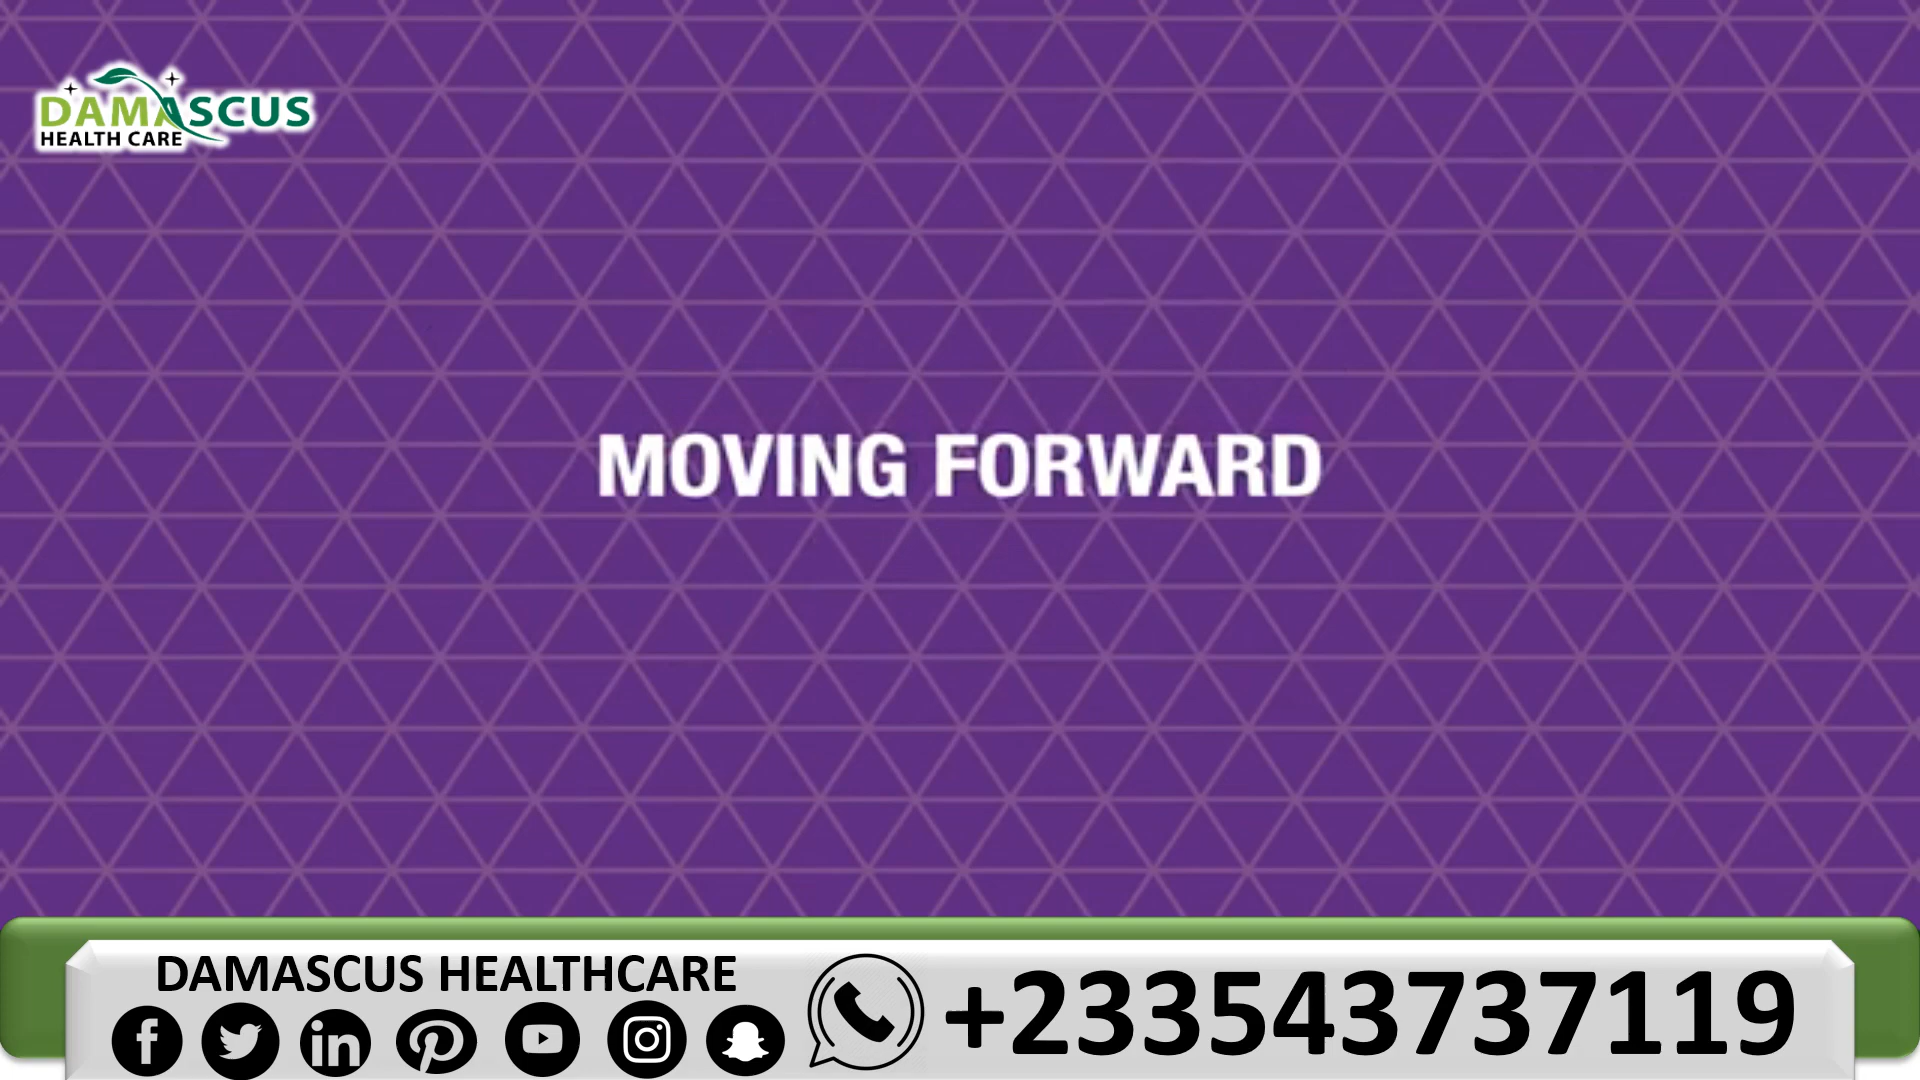 DAMASCUS
HEALTH CARE
MOVING FORWARD
DAMASCUS HEALTHCARE
+233543737119